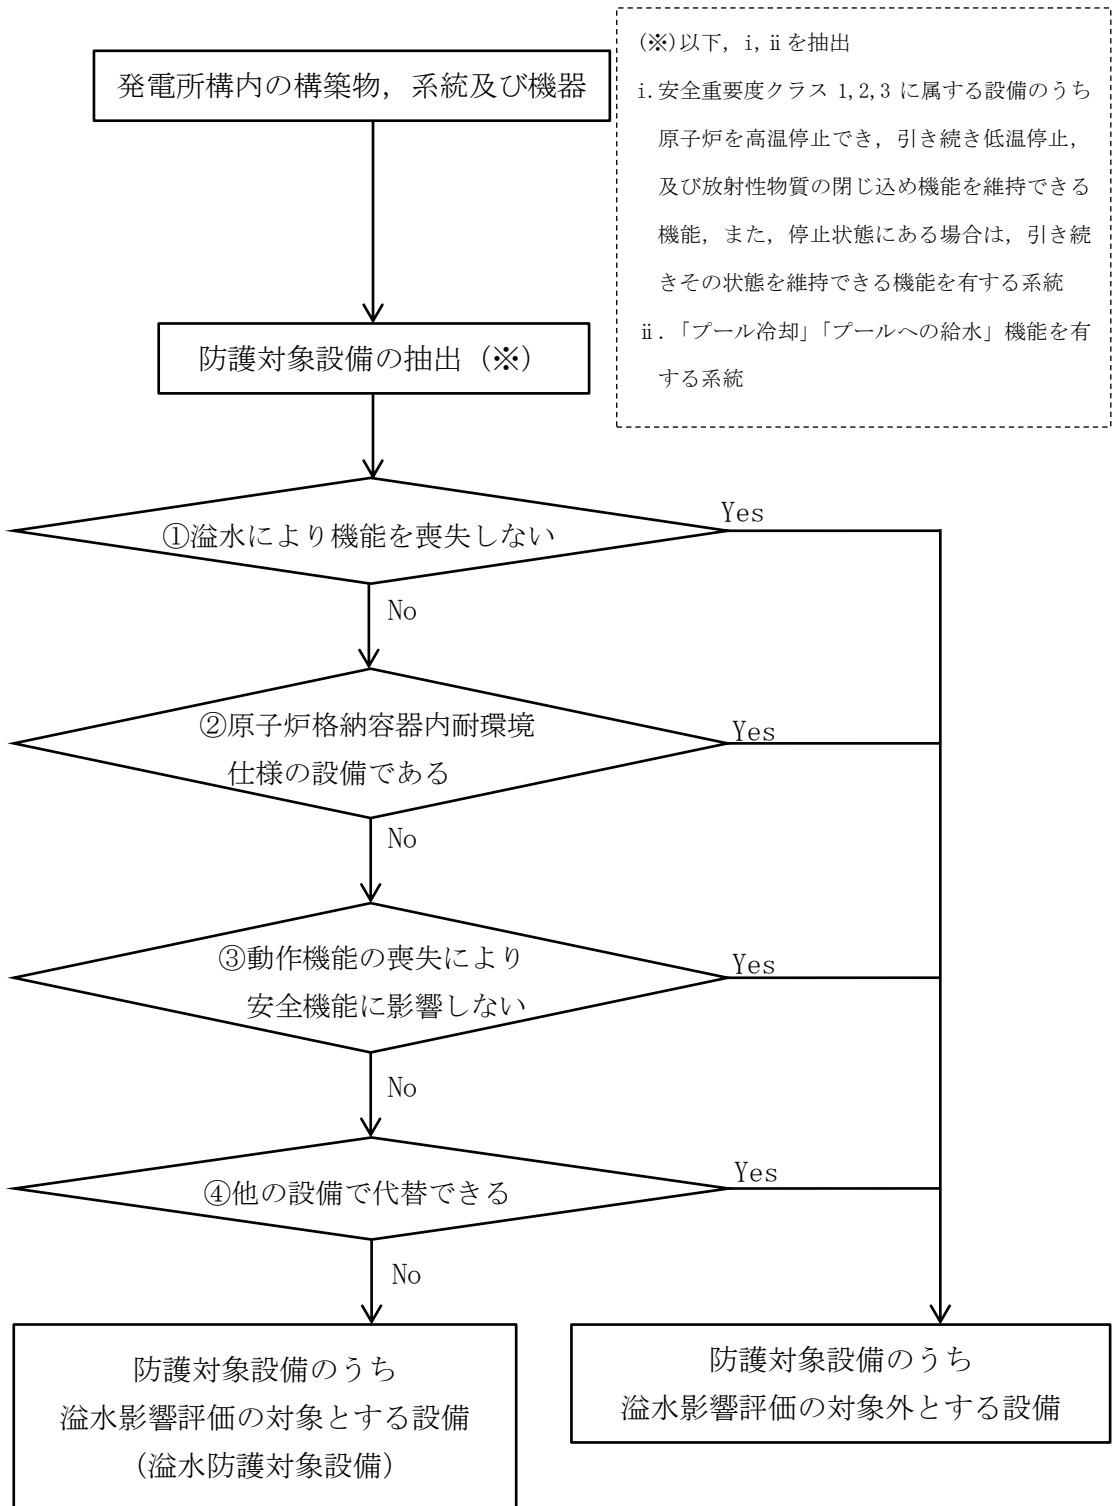 発電所構内の構築物，系統及び機器
(※)以下，ⅰ,ⅱを抽出
ⅰ.安全重要度クラス 1,2,3 に属する設備のうち
原子炉を高温停止でき，引き続き低温停止，
及び放射性物質の閉じ込め機能を維持できる
機能，また，停止状態にある場合は，引き続
きその状態を維持できる機能を有する系統
ⅱ.「プール冷却」「プールへの給水」機能を有
する系統
防護対象設備の抽出（※）
①溢水により機能を喪失しない
Yes
No
②原子炉格納容器内耐環境
仕様の設備である
Yes
No
③動作機能の喪失により
安全機能に影響しない
Yes
No
④他の設備で代替できる
Yes
No
防護対象設備のうち
溢水影響評価の対象とする設備
（溢水防護対象設備）
防護対象設備のうち
溢水影響評価の対象外とする設備